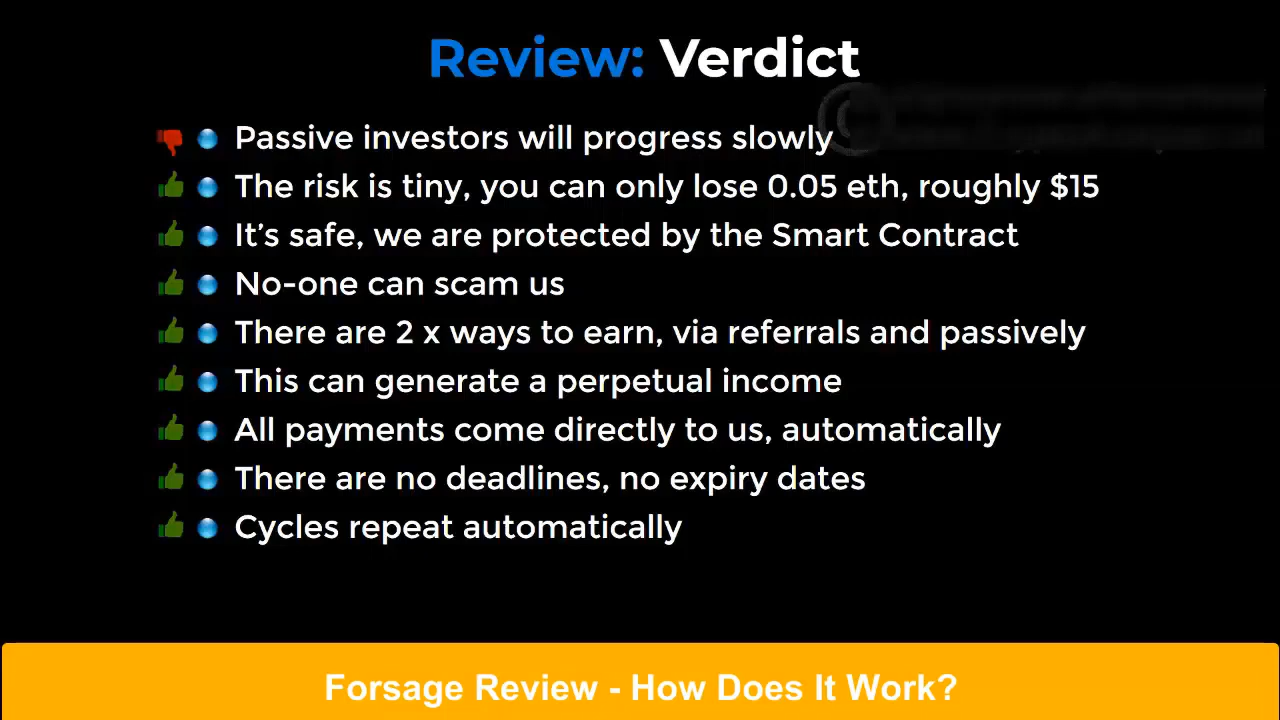 Review: Verdict
Passive investors will progress slowly
The risk is tiny, you can only lose 0.05 eth, roughly $15
It's safe, we are protected by the Smart Contract
No-one can scam us
There are 2 x ways to earn, via referrals and passively
This can generate a perpetual income
All payments come directly to us, automatically
There are no deadlines, no expiry dates
Cycles repeat automatically
Forsage Review - How Does It Work?